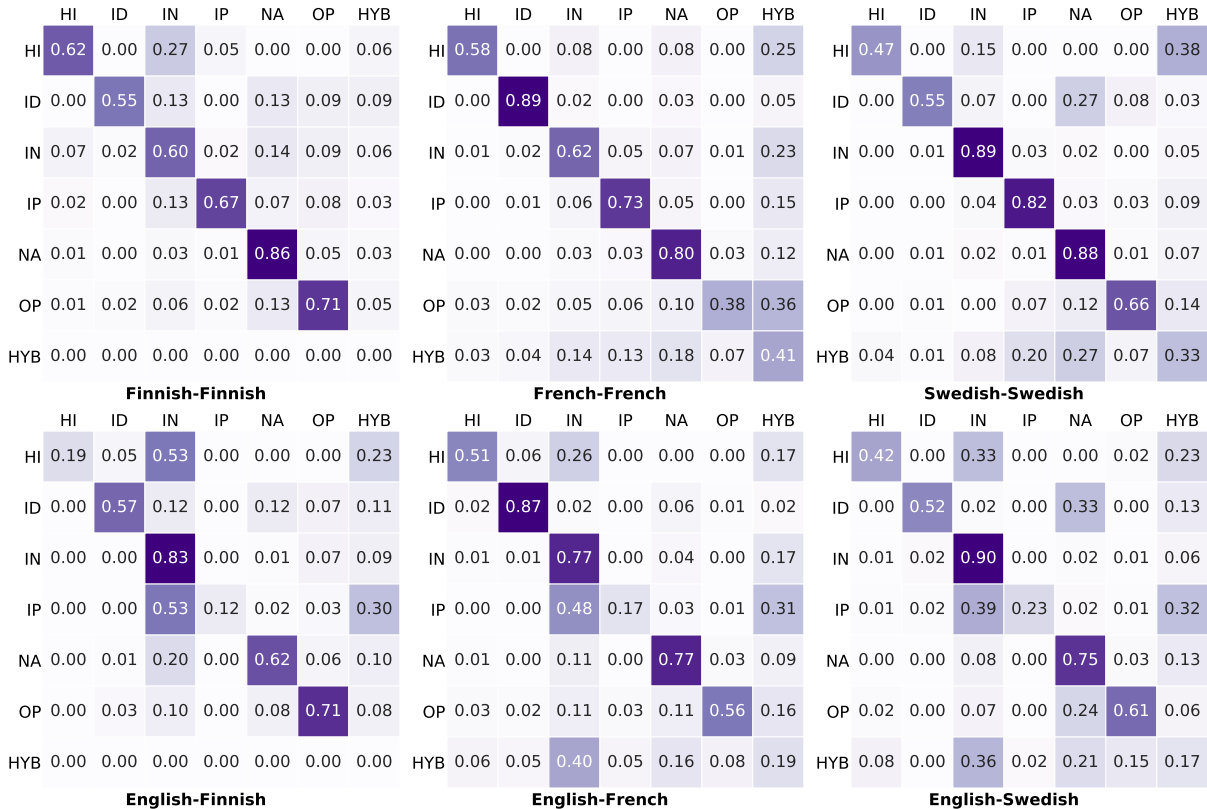 HI ID IN IP NA OP HYB HI ID IN IP NA OP HYB HI ID IN IP NA OP HYB
HI 0.62 0.00 0.27 0.05 0.00 0.00 0.06 HI 0.58 0.00 0.08 0.00 0.08 0.00 0.25 HI 0.47 0.00 0.15 0.00 0.00 0.00 0.38
ID 0.00 0.55 0.13 0.00 0.13 0.09 0.09 ID 0.00 0.89 0.02 0.00 0.03 0.00 0.05 ID 0.00 0.55 0.07 0.00 0.27 0.08 0.03
IN 0.07 0.02 0.60 0.02 0.14 0.09 0.06 IN 0.01 0.02 0.62 0.05 0.07 0.01 0.23 IN 0.00 0.01 0.89 0.03 0.02 0.00 0.05
IP 0.02 0.00 0.13 0.67 0.07 0.08 0.03 IP 0.00 0.01 0.06 0.73 0.05 0.00 0.15 IP 0.00 0.00 0.04 0.82 0.03 0.03 0.09
NA 0.01 0.00 0.03 0.01 0.86 0.05 0.03 NA 0.00 0.00 0.03 0.03 0.80 0.03 0.12 NA 0.00 0.01 0.02 0.01 0.88 0.01 0.07
OP 0.01 0.02 0.06 0.02 0.13 0.71 0.05 OP 0.03 0.02 0.05 0.06 0.10 0.38 0.36 OP 0.00 0.01 0.00 0.07 0.12 0.66 0.14
HYB 0.00 0.00 0.00 0.00 0.00 0.00 0.00 HYB 0.03 0.04 0.14 0.13 0.18 0.07 0.41 HYB 0.04 0.01 0.08 0.20 0.27 0.07 0.33
Finnish-Finnish French-French Swedish-Swedish
HI ID IN IP NA OP HYB HI ID IN IP NA OP HYB HI ID IN IP NA OP HYB
HI 0.19 0.05 0.53 0.00 0.00 0.00 0.23 HI 0.51 0.06 0.26 0.00 0.00 0.00 0.17 HI 0.42 0.00 0.33 0.00 0.00 0.02 0.23
ID 0.00 0.57 0.12 0.00 0.12 0.07 0.11 ID 0.02 0.87 0.02 0.00 0.06 0.01 0.02 ID 0.00 0.52 0.02 0.00 0.33 0.00 0.13
IN 0.00 0.00 0.83 0.00 0.01 0.07 0.09 IN 0.01 0.01 0.77 0.00 0.04 0.00 0.17 IN 0.01 0.02 0.90 0.00 0.02 0.01 0.06
IP 0.00 0.00 0.53 0.12 0.02 0.03 0.30 IP 0.00 0.00 0.48 0.17 0.03 0.01 0.31 IP 0.01 0.02 0.39 0.23 0.02 0.01 0.32
NA 0.00 0.01 0.20 0.00 0.62 0.06 0.10 NA 0.01 0.00 0.11 0.00 0.77 0.03 0.09 NA 0.00 0.00 0.08 0.00 0.75 0.03 0.13
OP 0.00 0.03 0.10 0.00 0.08 0.71 0.08 OP 0.03 0.02 0.11 0.03 0.11 0.56 0.16 OP 0.02 0.00 0.07 0.00 0.24 0.61 0.06
HYB 0.00 0.00 0.00 0.00 0.00 0.00 0.00 HYB 0.06 0.05 0.40 0.05 0.16 0.08 0.19 HYB 0.08 0.00 0.36 0.02 0.21 0.15 0.17
English-Finnish English-French English-Swedish